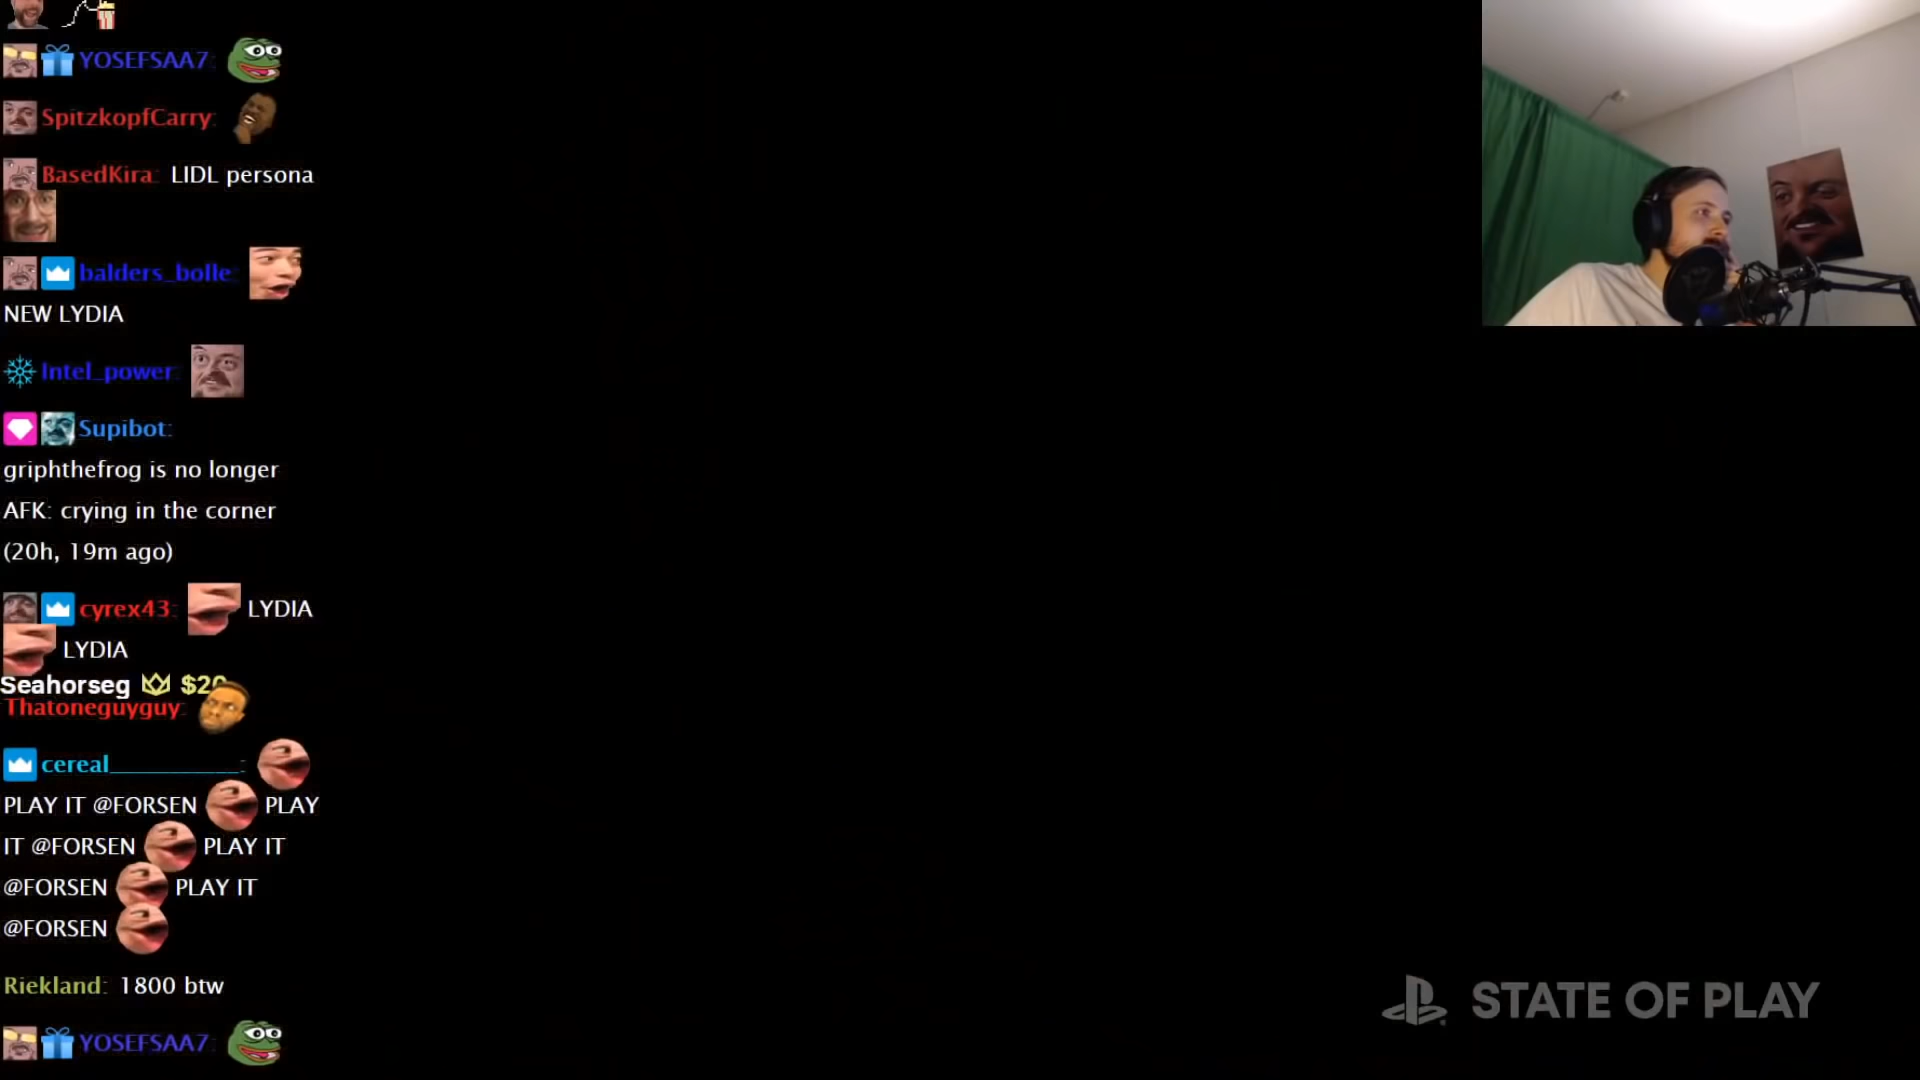 YOSEFSAA7:
SpitzkopfCarry:
BasedKira: LIDL persona
balders_bolle:
NEW LYDIA
Intel_power:
Supibot:
griphthefrog is no longer
AFK: crying in the corner
(20h, 19m ago)
cyrex43: LYDIA
LYDIA
Seahorseg $20
Thatoneguyguy:
cereal__________:
PLAY IT @FORSEN PLAY
IT @FORSEN PLAY IT
@FORSEN PLAY IT
@FORSEN
Riekland: 1800 btw
YOSEFSAA7:
STATE OF PLAY